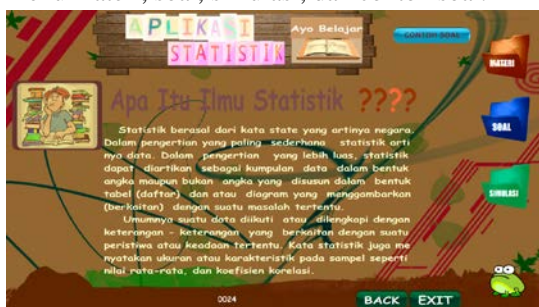 APLIKASI
STATISTIK
Ayo Belajar
CONTOH SOAL
MATERI
SOAL
SIMULASI
Apa Itu Ilmu Statistik ????
Statistik berasal dari kata state yang artinya negara.
Dalam pengertian yang paling sederhana statistik arti
nya data. Dalam pengertian yang lebih luas, statistik
dapat diartikan sebagai kumpulan data dalam bentuk
angka maupun bukan angka yang disusun dalam bentuk
tabel (daftar) dan atau diagram yang menggambarkan
(berkaitan) dengan suatu masalah tertentu.
Umumnya suatu data diikuti atau dilengkapi dengan
keterangan - keterangan yang berkaitan dengan suatu
peristiwa atau keadaan tertentu. Kata statistik juga me
nyatakan ukuran atau karakteristik pada sampel seperti
nilai rata-rata, dan koefisien korelasi.
0024
BACK EXIT